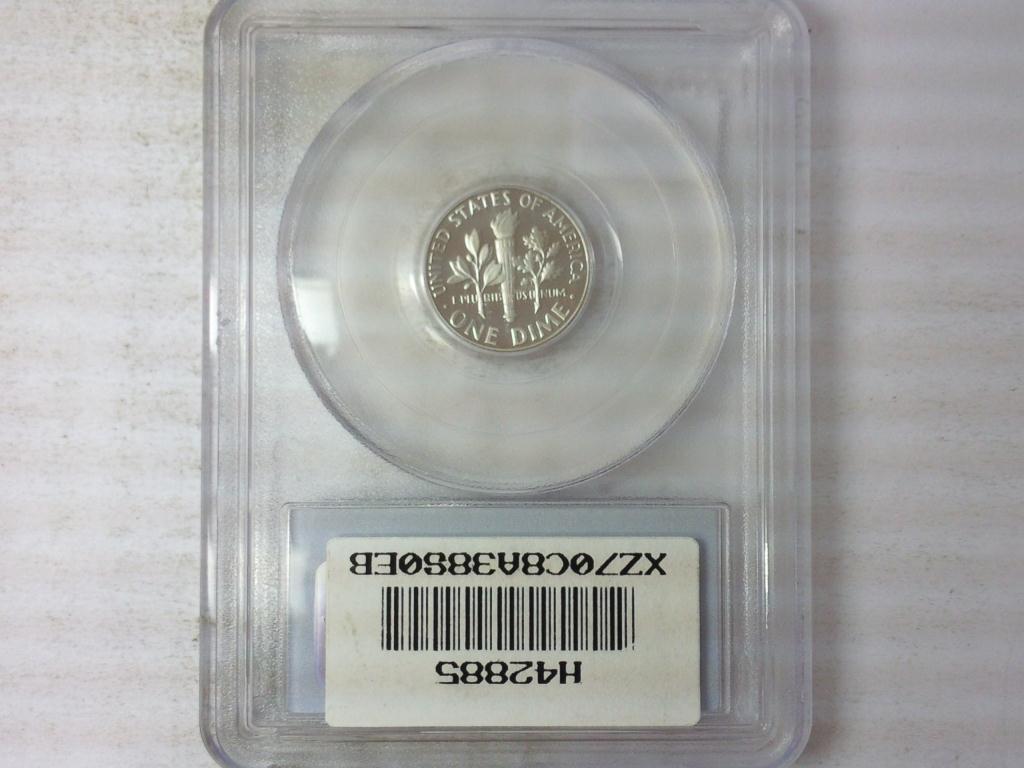 UNITED STATES OF AMERICA
E PLURIBUS UNUM
ONE DIME
H42885
XZ70C8A38S0EB